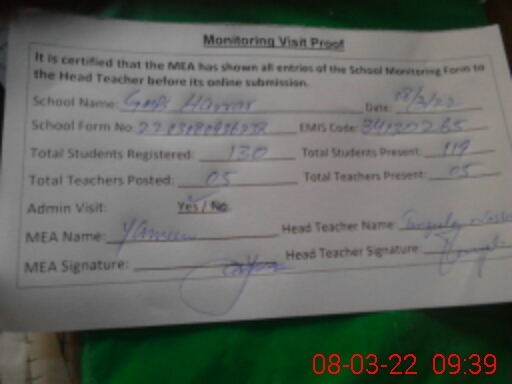 Monitoring Visit Proof
It is certified that the MEA has shown all entries of the School Monitoring Form to
the Head Teacher before its online submission.
School Name: Date: 08/3/22
School Form No: EMIS Code:
Total Students Registered: 130 Total Students Present: 119
Total Teachers Posted: 05 Total Teachers Present: 05
Admin Visit: Yes / No
MEA Name: Head Teacher Name:
MEA Signature: Head Teacher Signature:
08-03-22 09:39